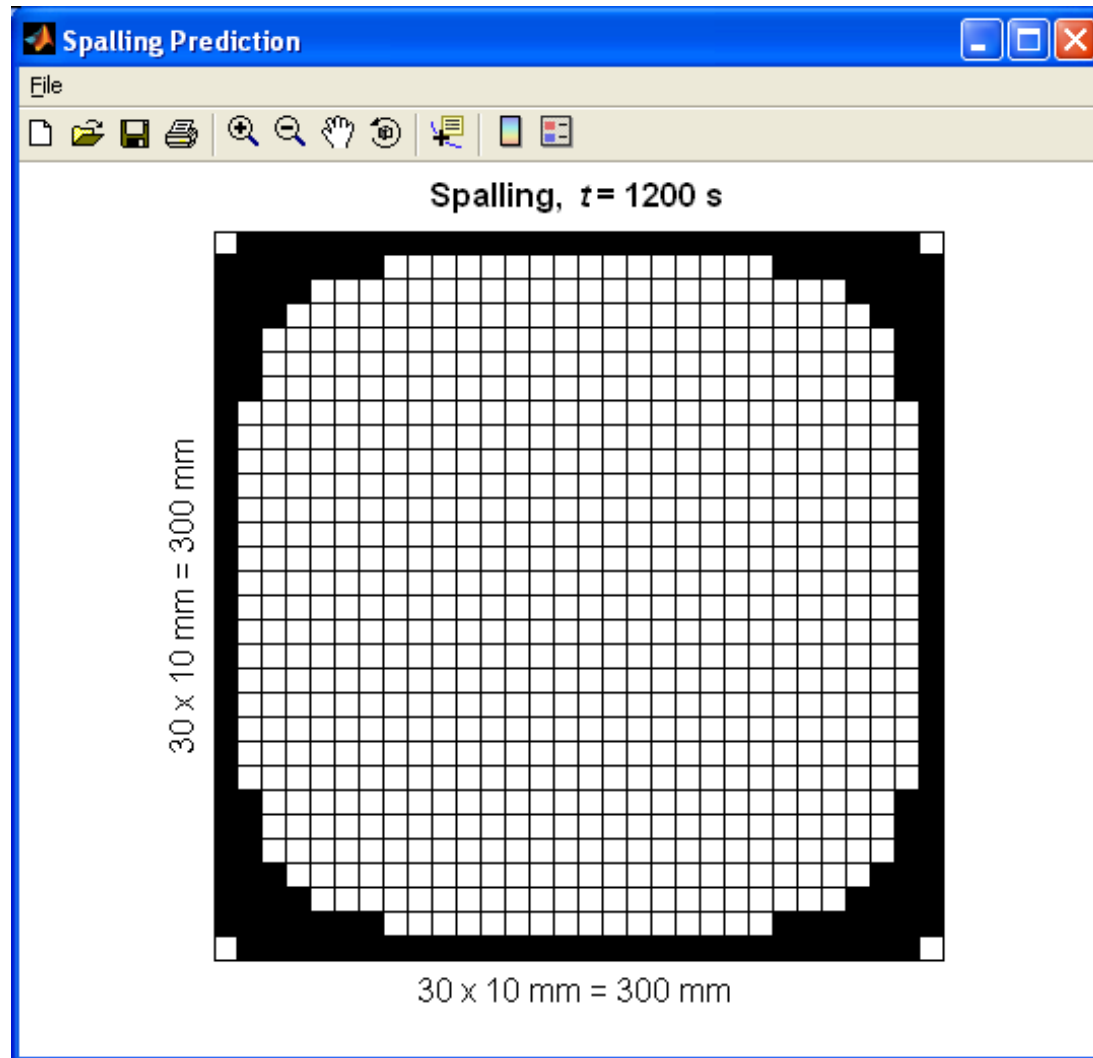 Spalling Prediction
File
Spalling, t = 1200 s
30 x 10 mm = 300 mm
30 x 10 mm = 300 mm